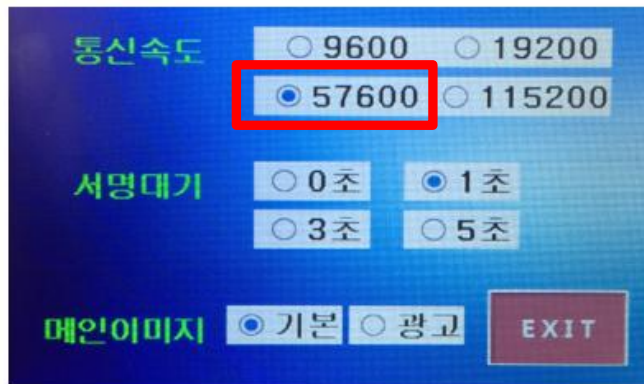 통신속도 ○ 9600 ○ 19200
◉ 57600 ○ 115200
서명대기 ○ 0초 ◉ 1초
○ 3초 ○ 5초
메인이미지 ◉ 기본 ○ 광고 EXIT